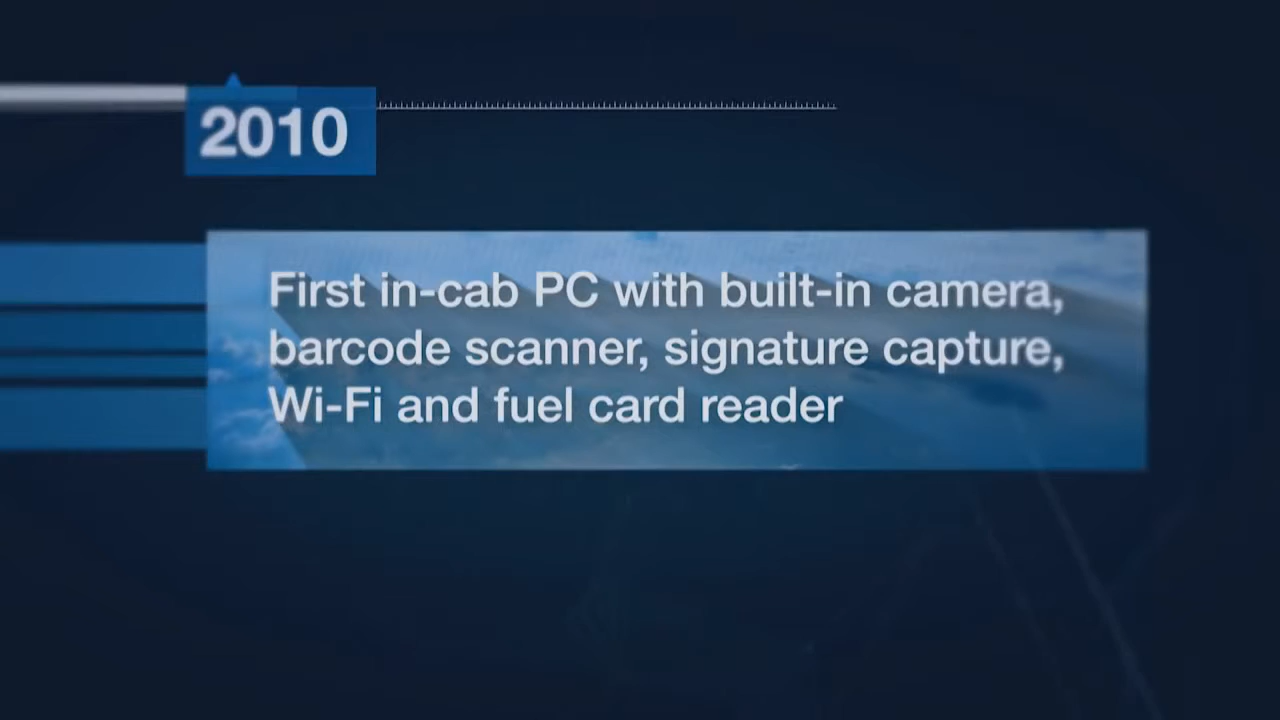 2010
First in-cab PC with built-in camera,
barcode scanner, signature capture,
Wi-Fi and fuel card reader